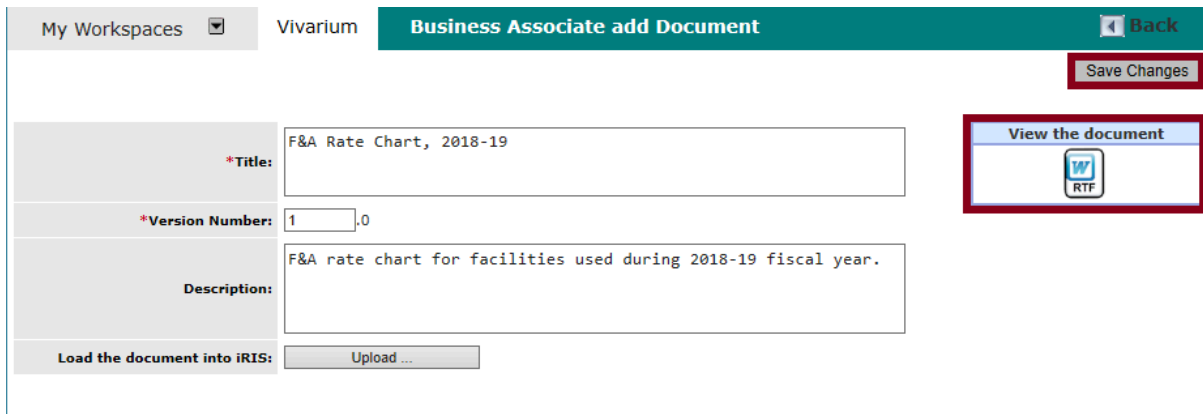 My Workspaces Vivarium Business Associate add Document Back
Save Changes
*Title: F&A Rate Chart, 2018-19
View the document
W
RTF
*Version Number: 1 .0
Description: F&A rate chart for facilities used during 2018-19 fiscal year.
Load the document into iRIS: Upload ...